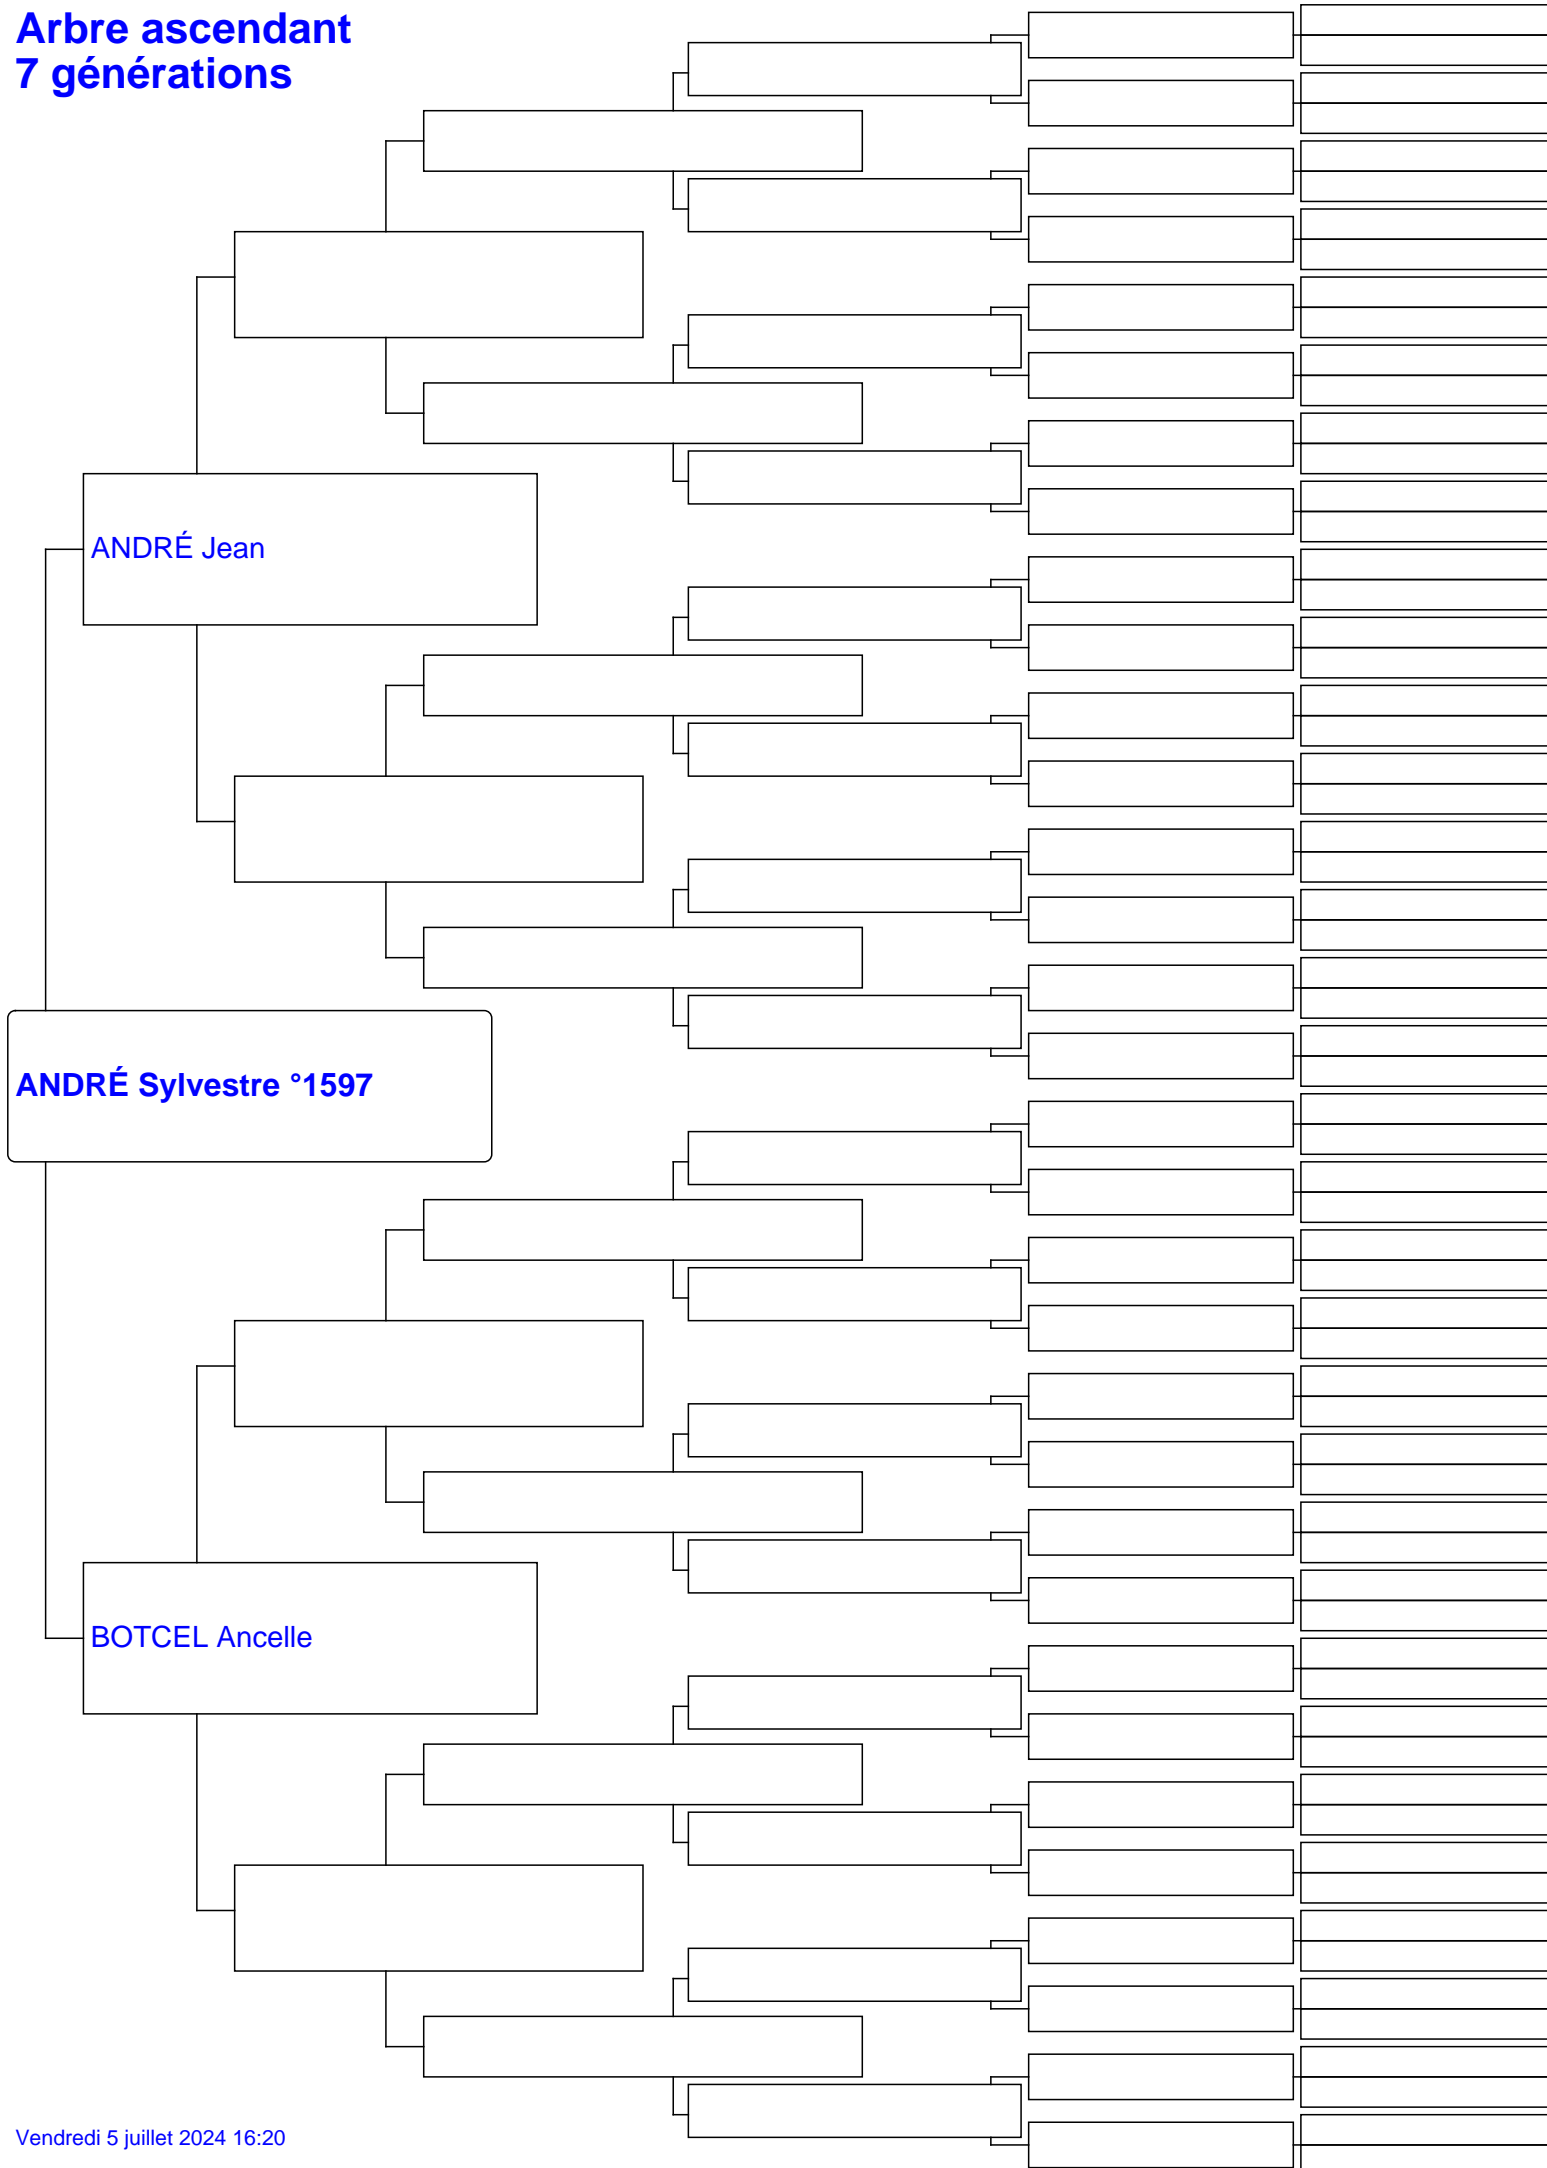 Arbre ascendant
7 générations
ANDRÉ Jean
ANDRÉ Sylvestre °1597
BOTCEL Ancelle
Vendredi 5 juillet 2024 16:20